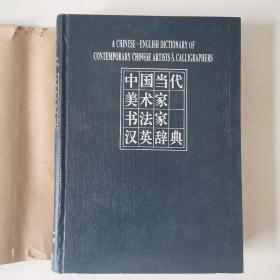 A CHINESE—ENGLISH DICTIONARY OF
CONTEMPORARY CHINESE ARTISTS & CALLIGRAPHERS
中国当代
美术家
书法家
汉英辞典